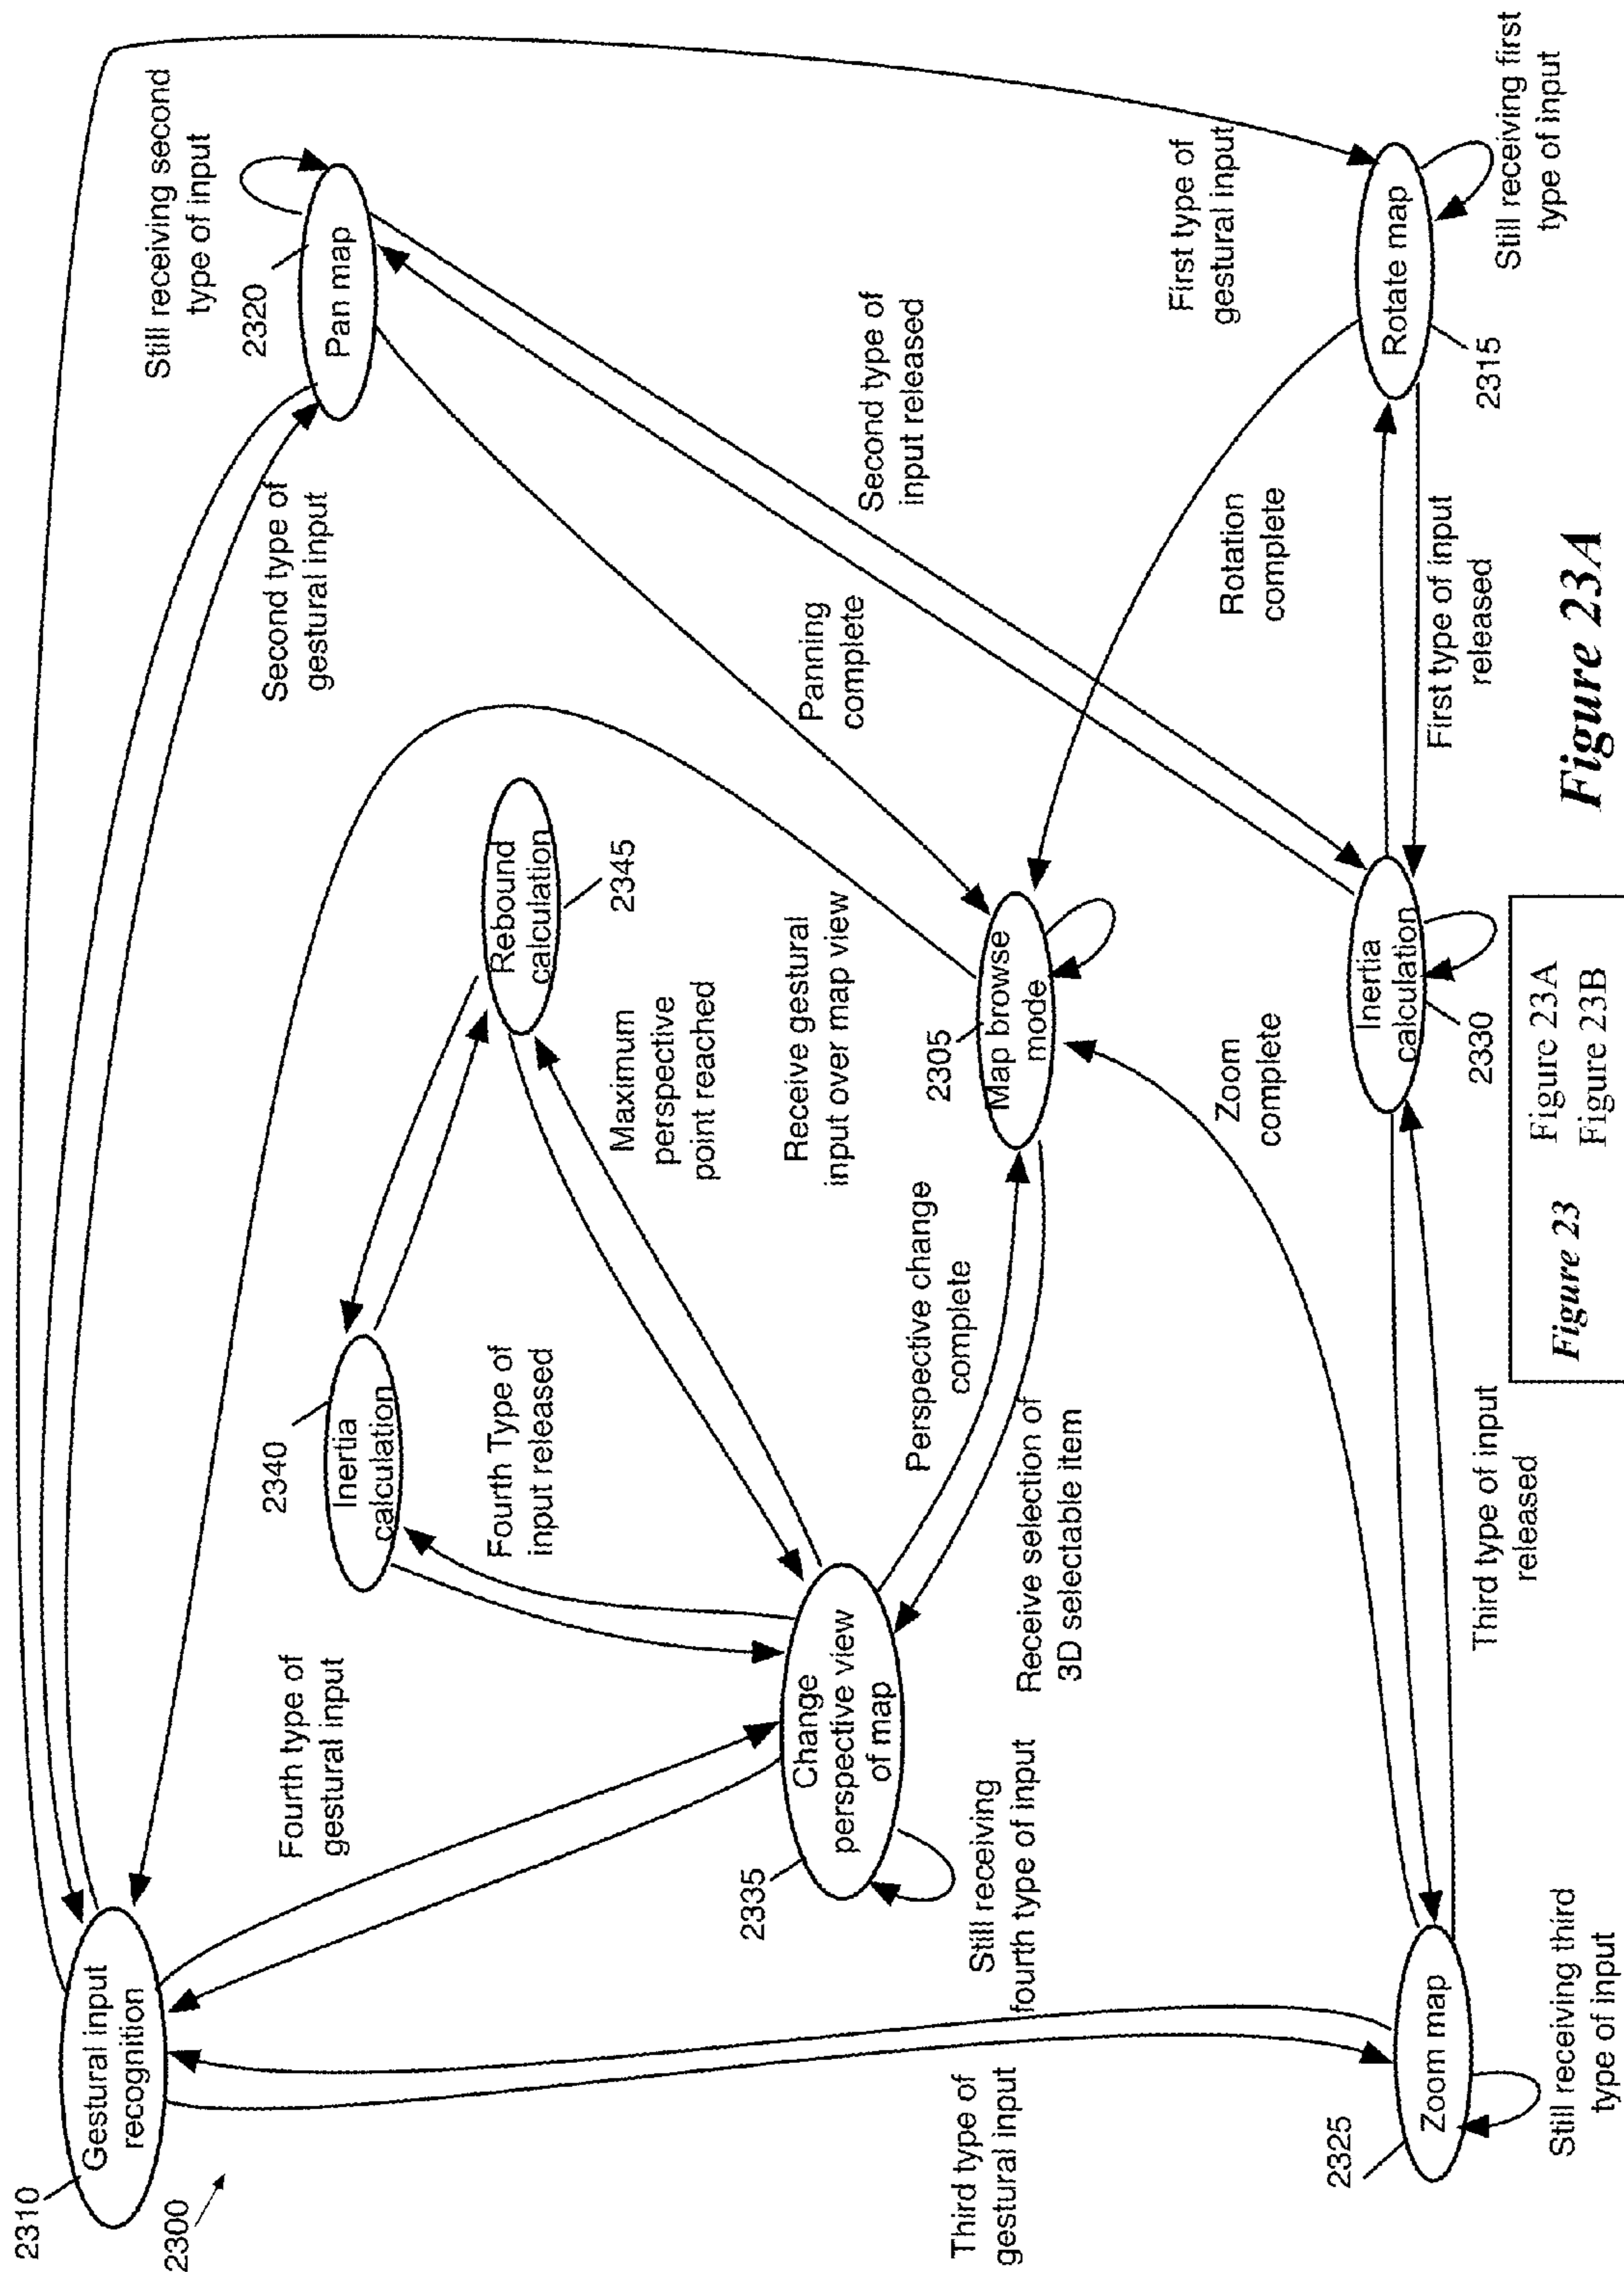 2310
Gestural input
recognition
2300
Second type of
gestural input
Still receiving second
type of input
2320
Pan map
Fourth type of
gestural input
2340
Inertia
calculation
Fourth Type of
input released
Rebound
calculation
2345
Maximum
perspective
point reached
2335
Change
perspective view
of map
Still receiving
fourth type of input
Receive gestural
input over map view
Perspective change
complete
Receive selection of
3D selectable item
2305
Map browse
mode
Panning
complete
Second type of
input released
Third type of
gestural input
Zoom
complete
Rotation
complete
First type of
gestural input
2325
Zoom map
Still receiving third
type of input
Third type of input
released
Inertia
calculation
2330
First type of input
released
Rotate map
2315
Still receiving first
type of input
Figure 23
Figure 23A
Figure 23B
Figure 23A